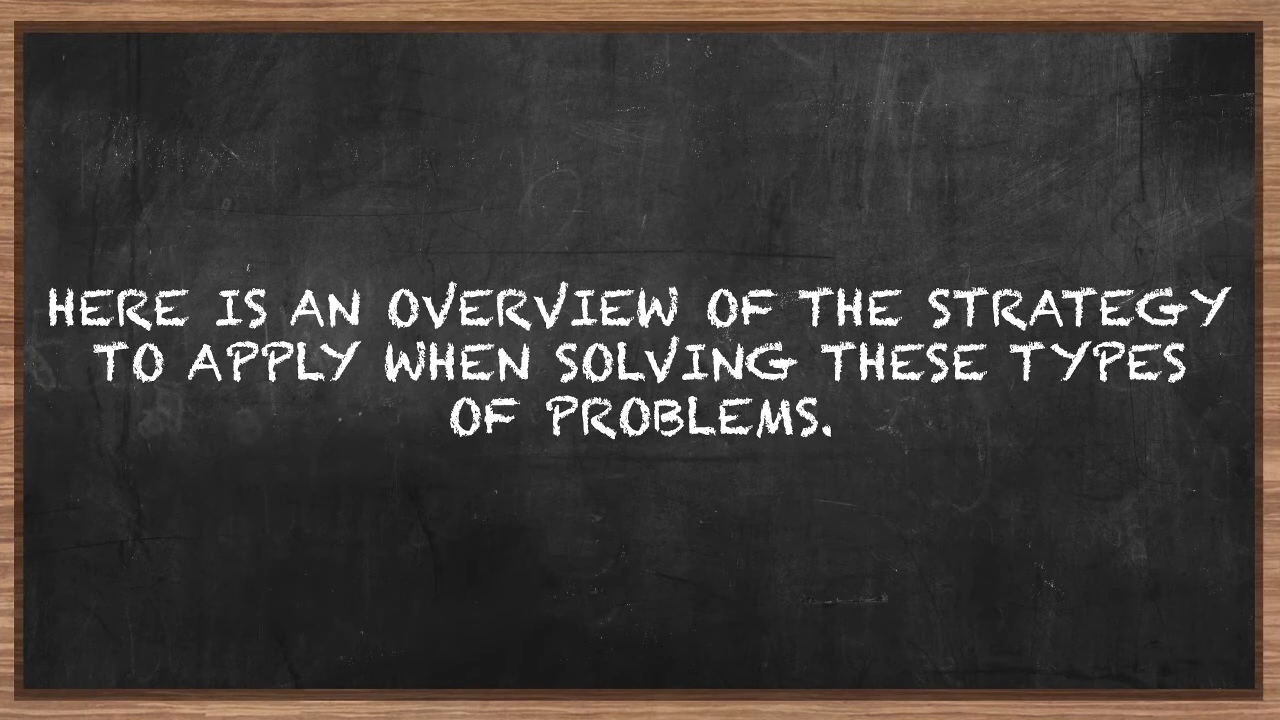 HERE IS AN OVERVIEW OF THE STRATEGY
TO APPLY WHEN SOLVING THESE TYPES
OF PROBLEMS.